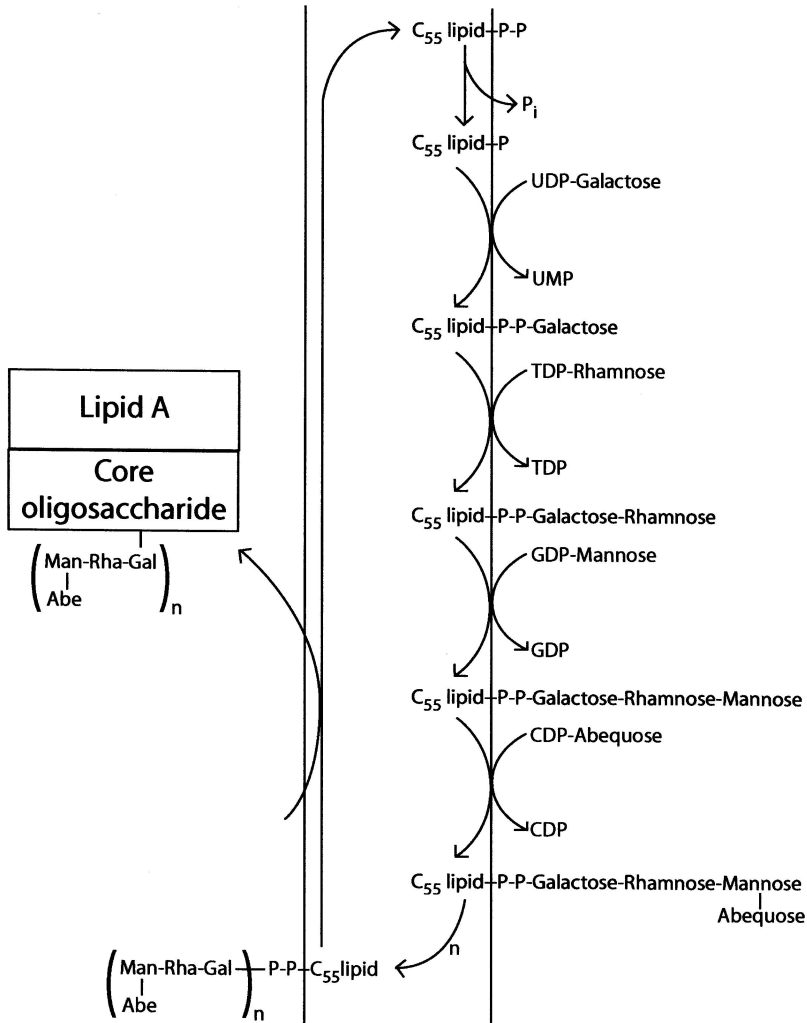 C55 lipid-P-P
Pi
C55 lipid-P
UDP-Galactose
UMP
C55 lipid-P-P-Galactose
TDP-Rhamnose
TDP
C55 lipid-P-P-Galactose-Rhamnose
GDP-Mannose
GDP
C55 lipid-P-P-Galactose-Rhamnose-Mannose
CDP-Abequose
CDP
C55 lipid-P-P-Galactose-Rhamnose-Mannose
Abequose
n
Lipid A
Core
oligosaccharide
(Man-Rha-Gal)n
Abe
(Man-Rha-Gal)n-P-P-C55lipid
Abe